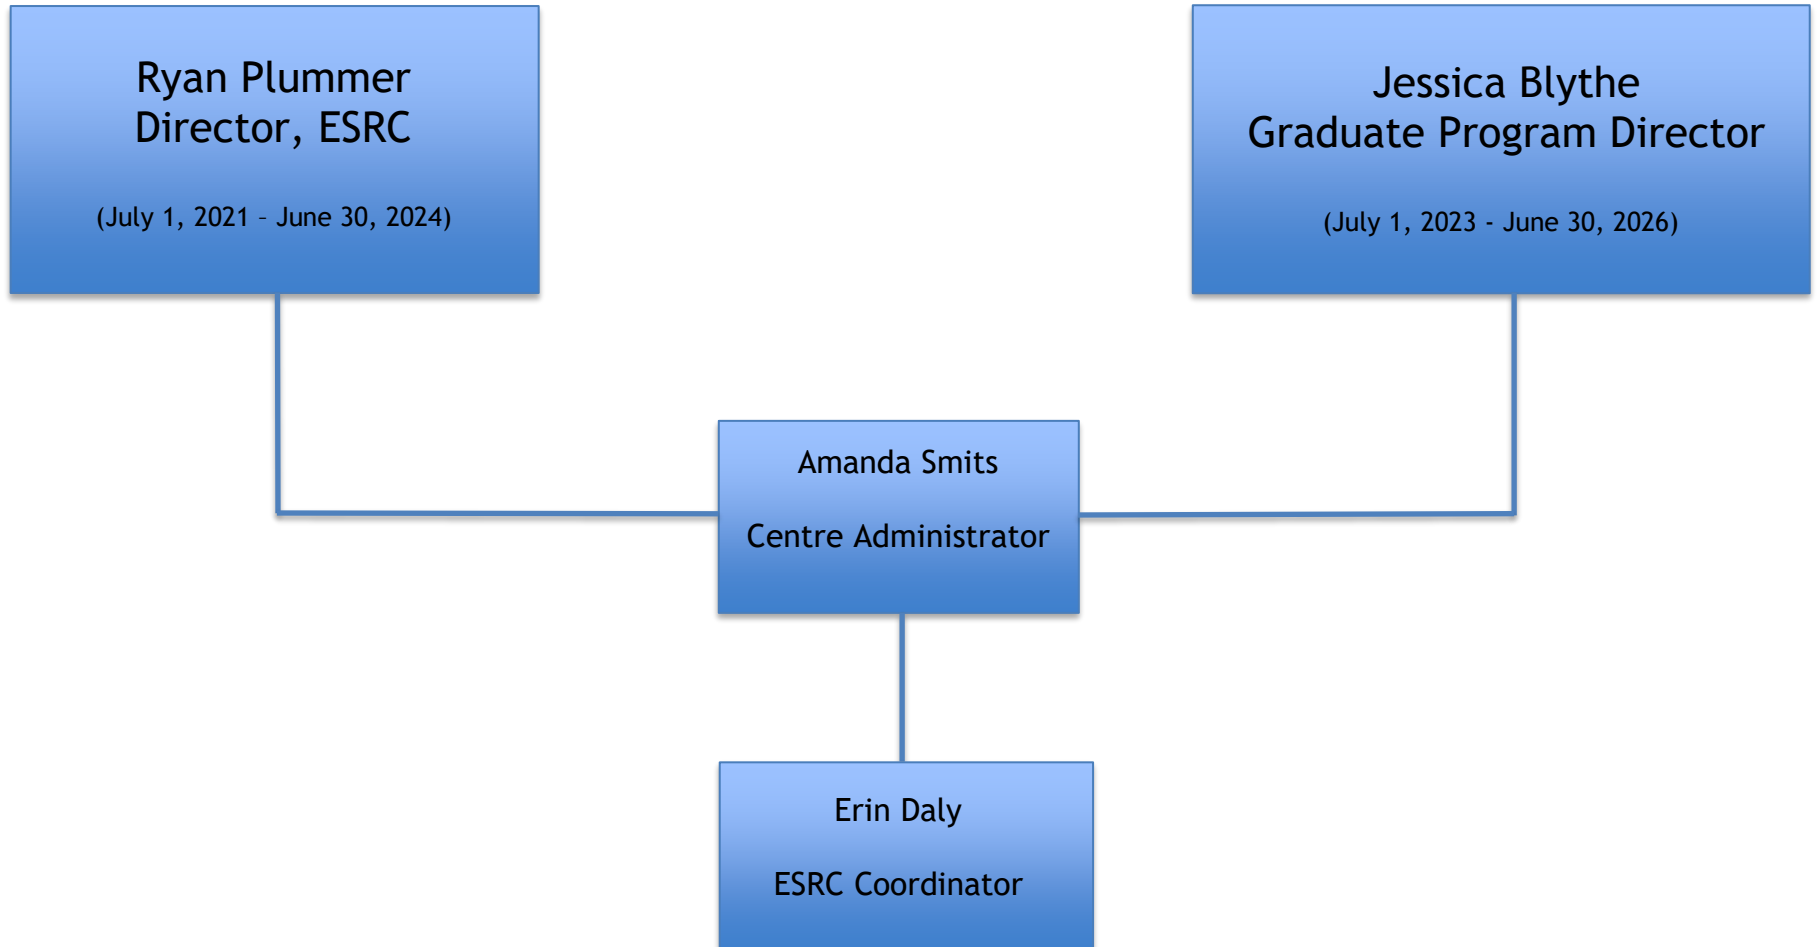 Ryan Plummer
Director, ESRC
(July 1, 2021 – June 30, 2024)
Jessica Blythe
Graduate Program Director
(July 1, 2023 - June 30, 2026)
Amanda Smits
Centre Administrator
Erin Daly
ESRC Coordinator